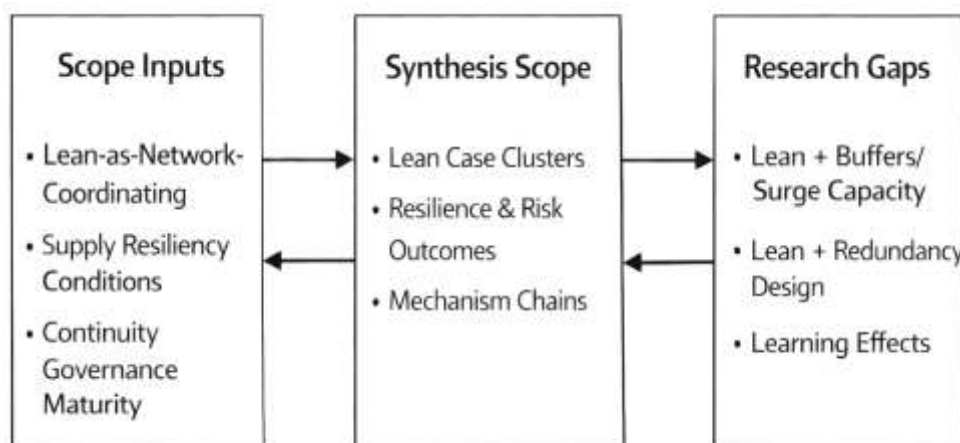 Scope Inputs
• Lean-as-Network-
Coordinating
• Supply Resiliency
Conditions
• Continuity
Governance
Maturity
Synthesis Scope
• Lean Case Clusters
• Resilience & Risk
Outcomes
• Mechanism Chains
Research Gaps
• Lean + Buffers/
Surge Capacity
• Lean + Redundancy
Design
• Learning Effects